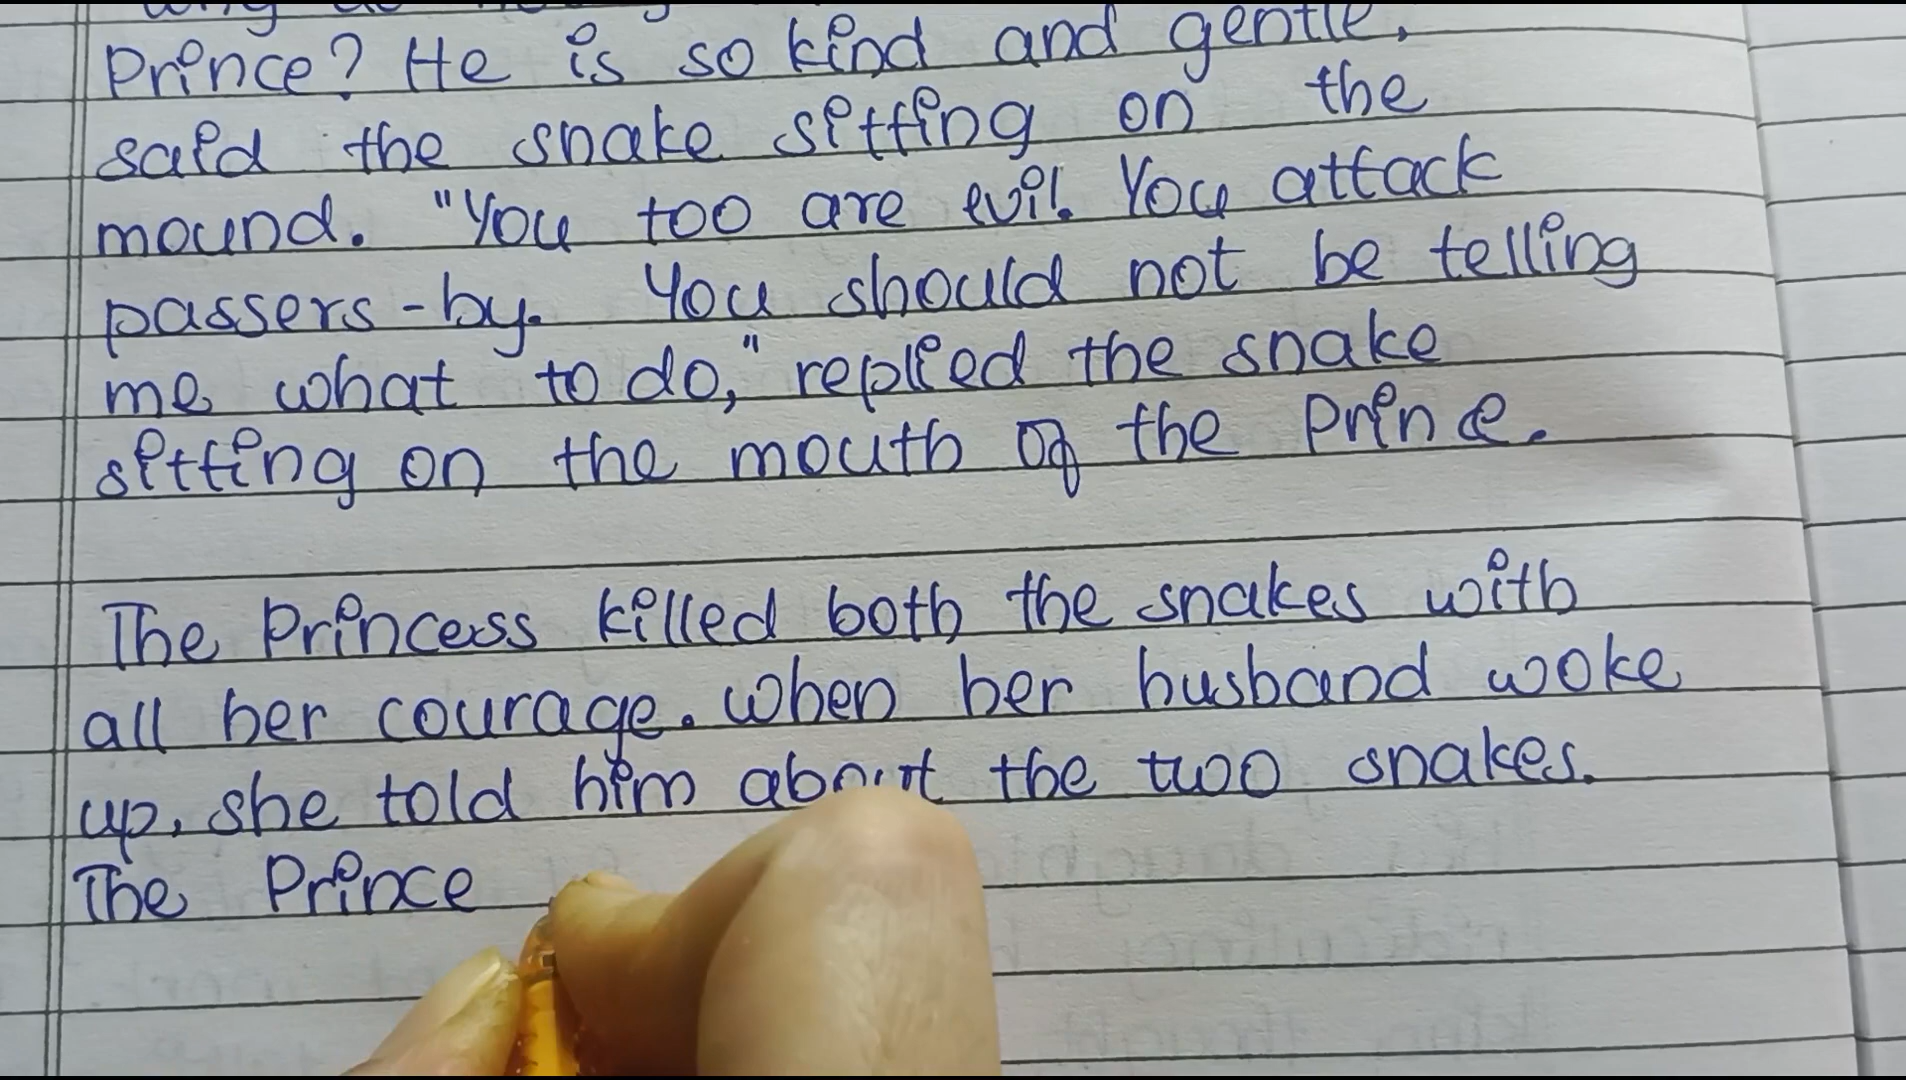 Prince? He is so kind and gentle,
said the snake sitting on the
mound. "You too are evil. You attack
passers-by. You should not be telling
me what to do," replied the snake
sitting on the mouth of the Prine.
The Princess killed both the snakes with
all her courage. When her husband woke
up, she told him about the two snakes.
The Prince